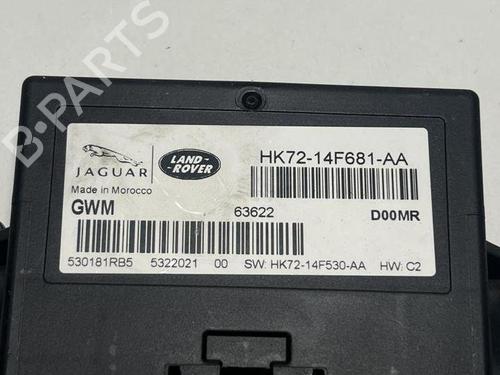 B-PARTS
JAGUAR
LAND-
ROVER
HK72-14F681-AA
Made in Morocco
GWM
63622
D00MR
530181RB5 5322021 00 SW: HK72-14F530-AA HW: C2
B-PARTS